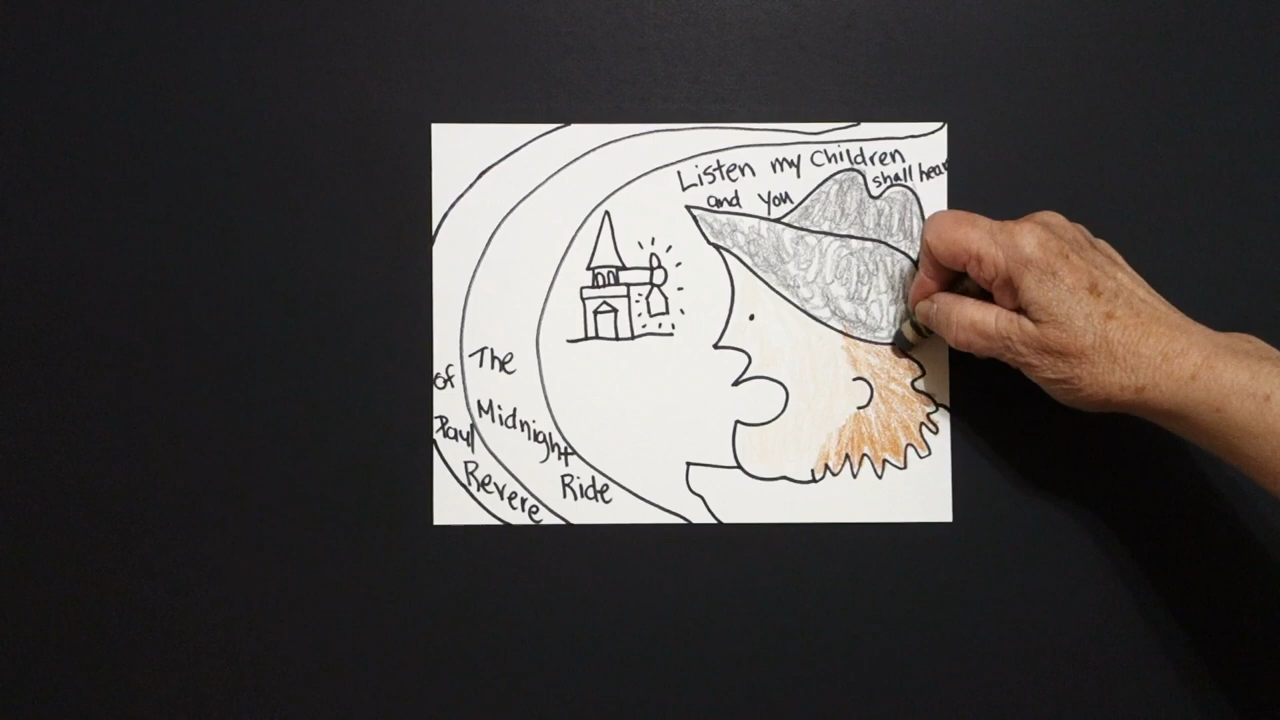 Listen my Children
and you shall hear
The
Midnight
Ride
of
Paul
Revere